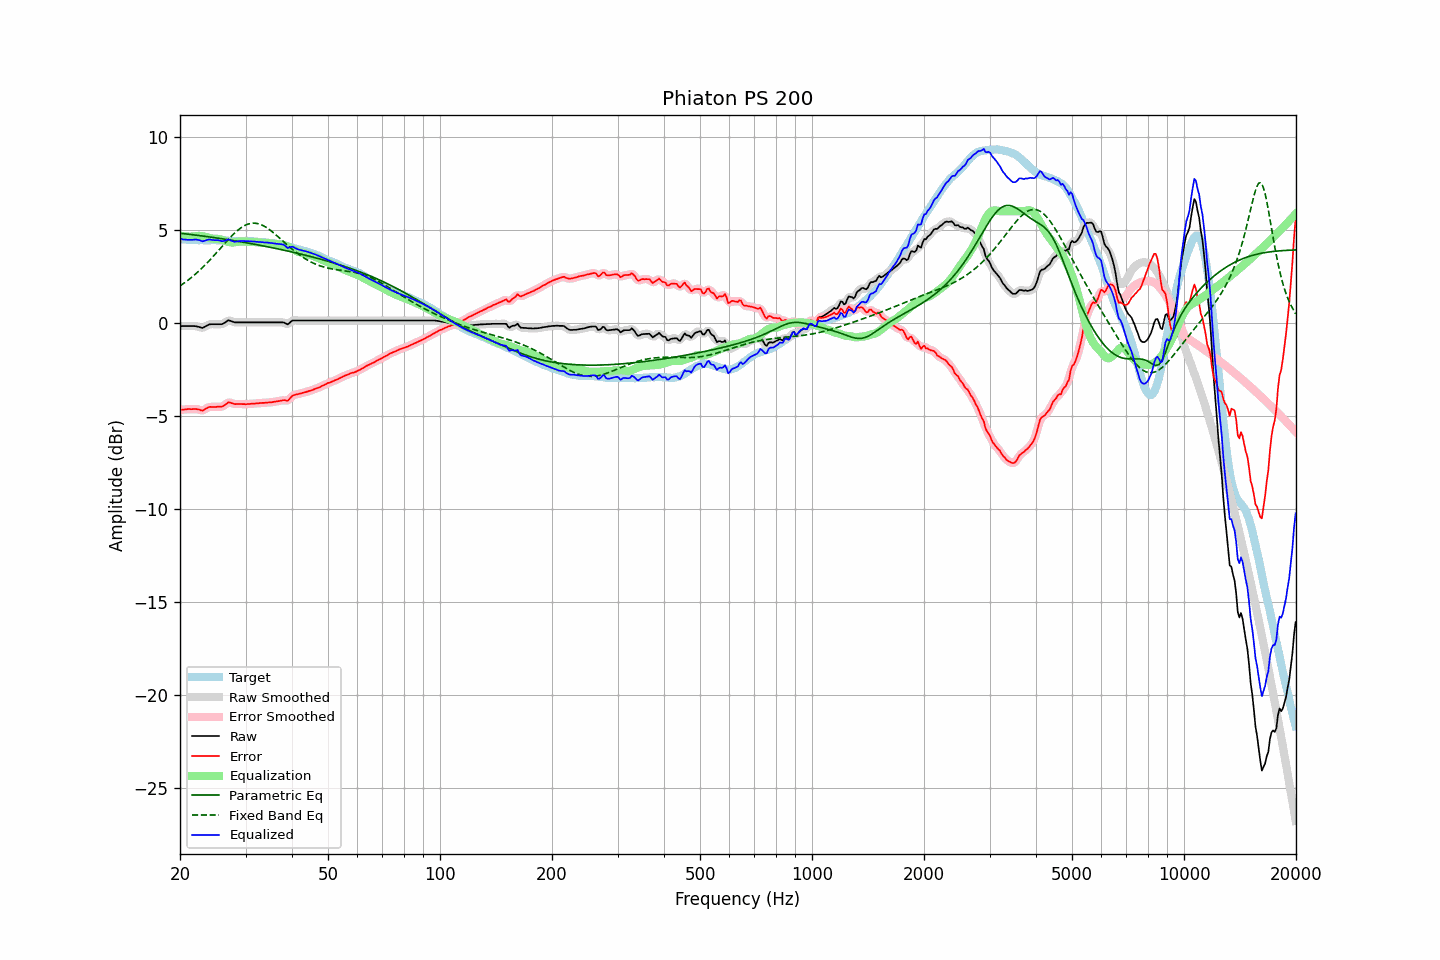 Phiaton PS 200
Amplitude (dBr)
10
5
0
−5
−10
−15
−20
−25
Target
Raw Smoothed
Error Smoothed
Raw
Error
Equalization
Parametric Eq
Fixed Band Eq
Equalized
20
50
100
200
500
1000
2000
5000
10000
20000
Frequency (Hz)